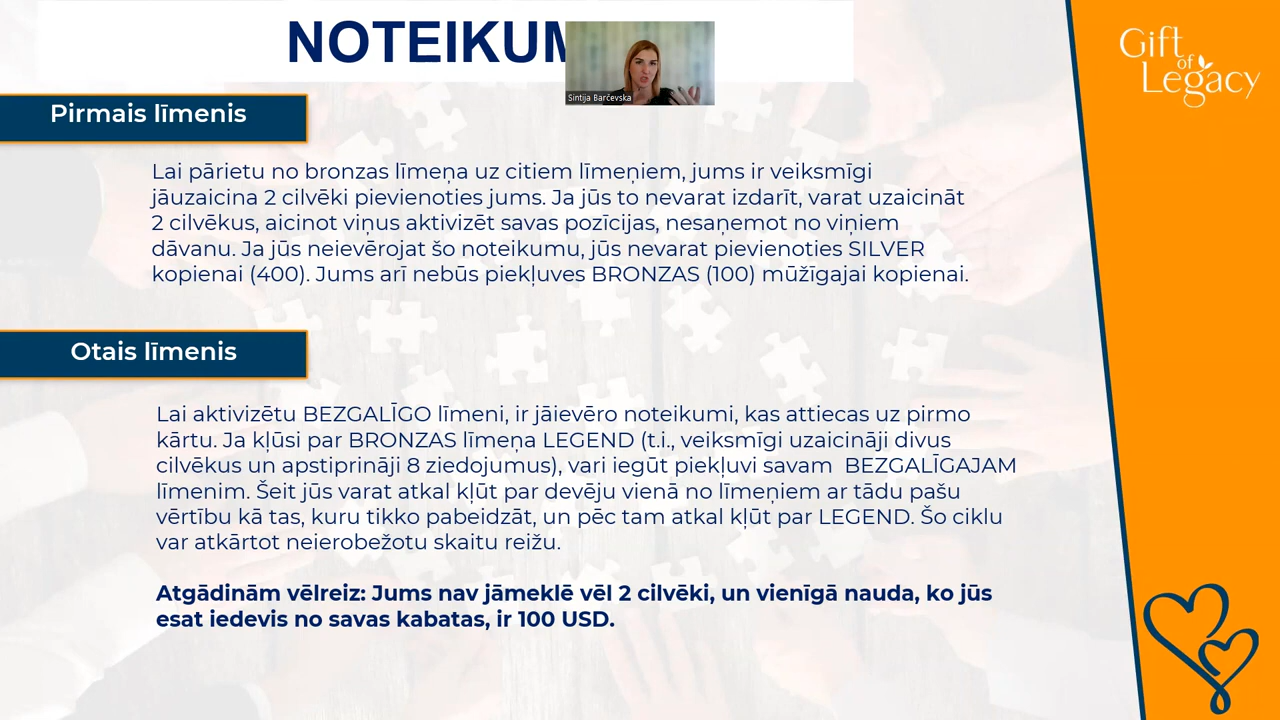 NOTEIKUM
Sintija Barčevska
Gift
of
Legacy
Pirmais līmenis
Lai pārietu no bronzas līmeņa uz citiem līmeņiem, jums ir veiksmīgi
jāuzaicina 2 cilvēki pievienoties jums. Ja jūs to nevarat izdarīt, varat uzaicināt
2 cilvēkus, aicinot viņus aktivizēt savas pozīcijas, nesaņemot no viņiem
dāvanu. Ja jūs neievērojat šo noteikumu, jūs nevarat pievienoties SILVER
kopienai (400). Jums arī nebūs piekļuves BRONZAS (100) mūžīgajai kopienai.
Otais līmenis
Lai aktivizētu BEZGALĪGO līmeni, ir jāievēro noteikumi, kas attiecas uz pirmo
kārtu. Ja kļūsi par BRONZAS līmeņa LEGEND (t.i., veiksmīgi uzaicināji divus
cilvēkus un apstiprināji 8 ziedojumus), vari iegūt piekļuvi savam  BEZGALĪGAJAM
līmenim. Šeit jūs varat atkal kļūt par devēju vienā no līmeņiem ar tādu pašu
vērtību kā tas, kuru tikko pabeidzāt, un pēc tam atkal kļūt par LEGEND. Šo ciklu
var atkārtot neierobežotu skaitu reižu.
Atgādinām vēlreiz: Jums nav jāmeklē vēl 2 cilvēki, un vienīgā nauda, ko jūs
esat iedevis no savas kabatas, ir 100 USD.